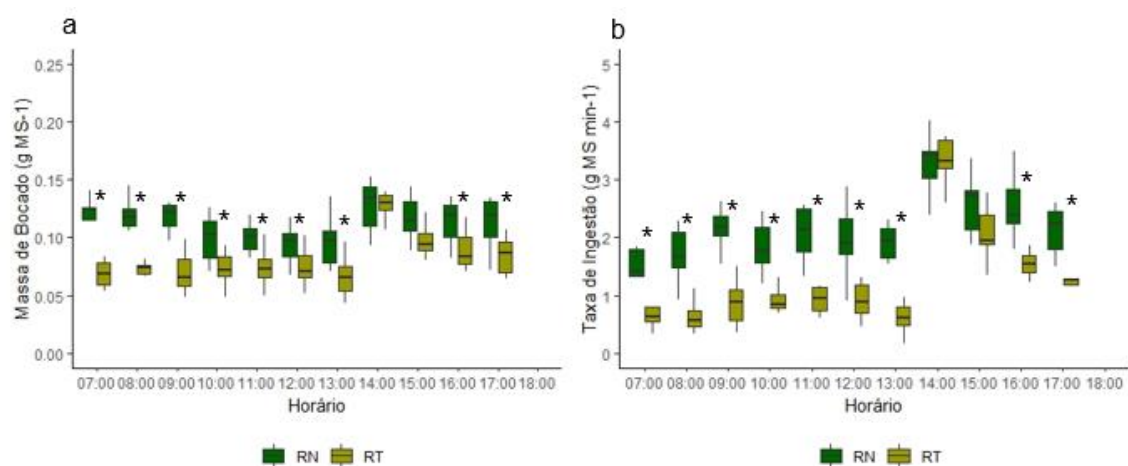 a
Massa de Bocado (g MS-1)
0.25
0.20
0.15
0.10
0.05
0.00
* * * * * * * * *
07:00 08:00 09:00 10:00 11:00 12:00 13:00 14:00 15:00 16:00 17:00 18:00
Horário
RN RT
b
Taxa de Ingestão (g MS min-1)
5
4
3
2
1
0
* * * * * * * * *
07:00 08:00 09:00 10:00 11:00 12:00 13:00 14:00 15:00 16:00 17:00 18:00
Horário
RN RT